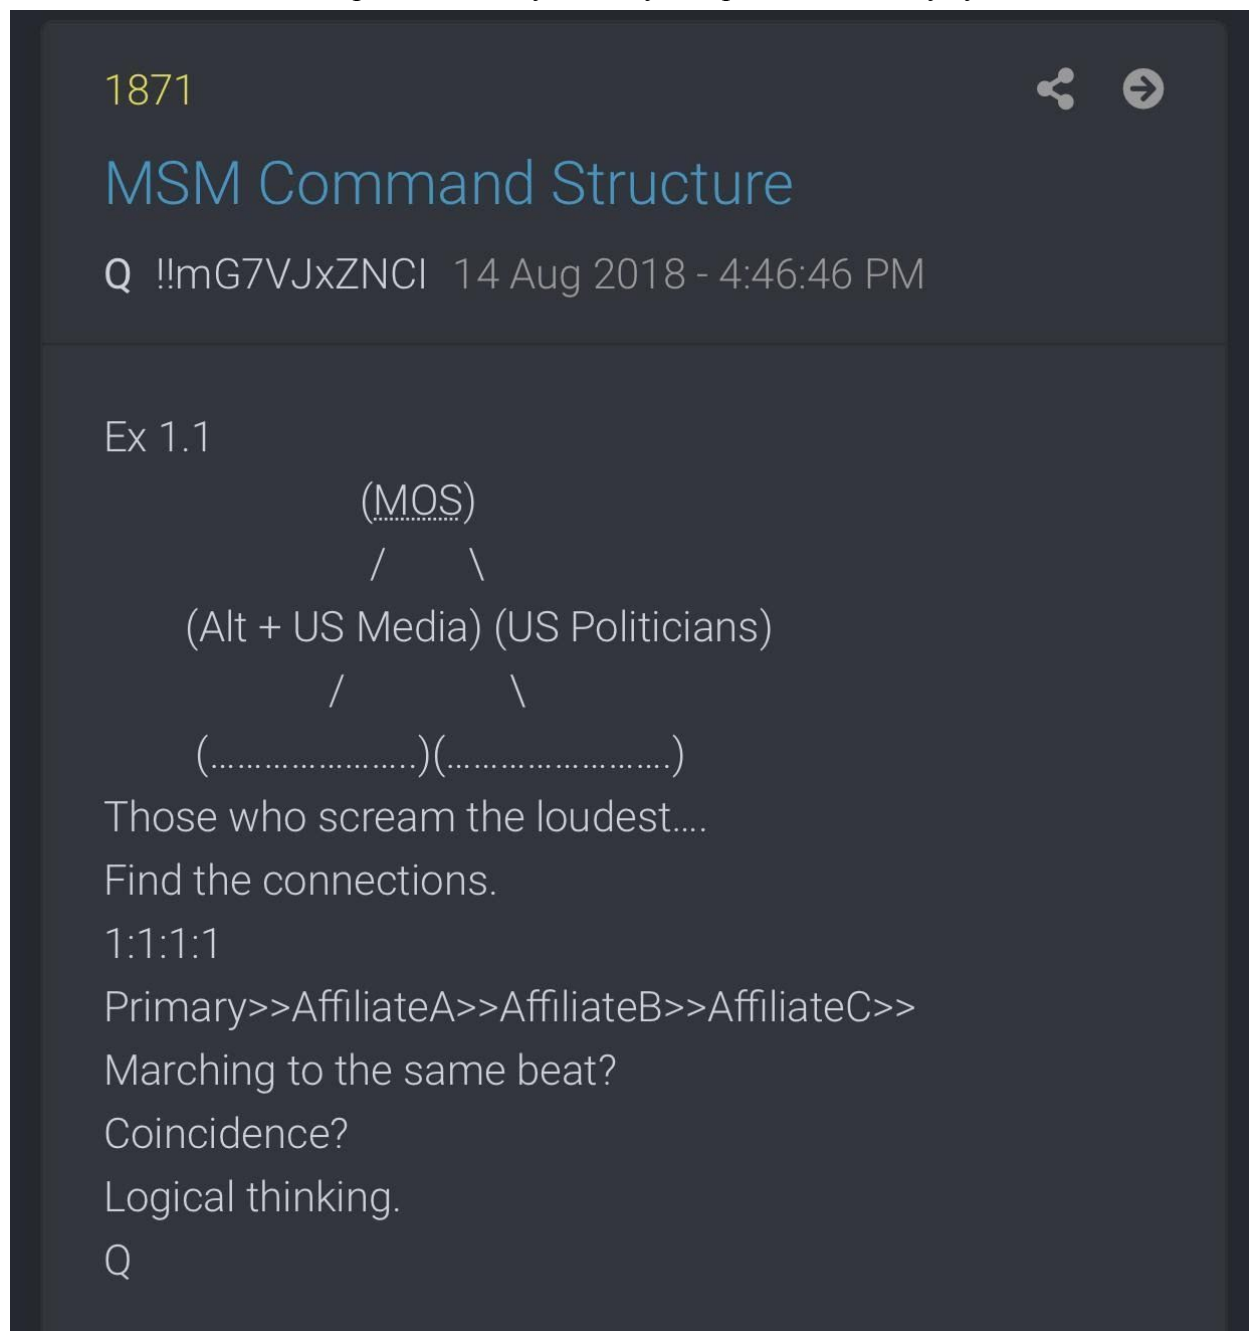 1871
MSM Command Structure
Q !!mG7VJxZNCI 14 Aug 2018 - 4:46:46 PM
Ex 1.1
(MOS)
/ \
(Alt + US Media) (US Politicians)
/ \
(…………………..)(…………………….)
Those who scream the loudest….
Find the connections.
1:1:1:1
Primary>>AffiliateA>>AffiliateB>>AffiliateC>>
Marching to the same beat?
Coincidence?
Logical thinking.
Q